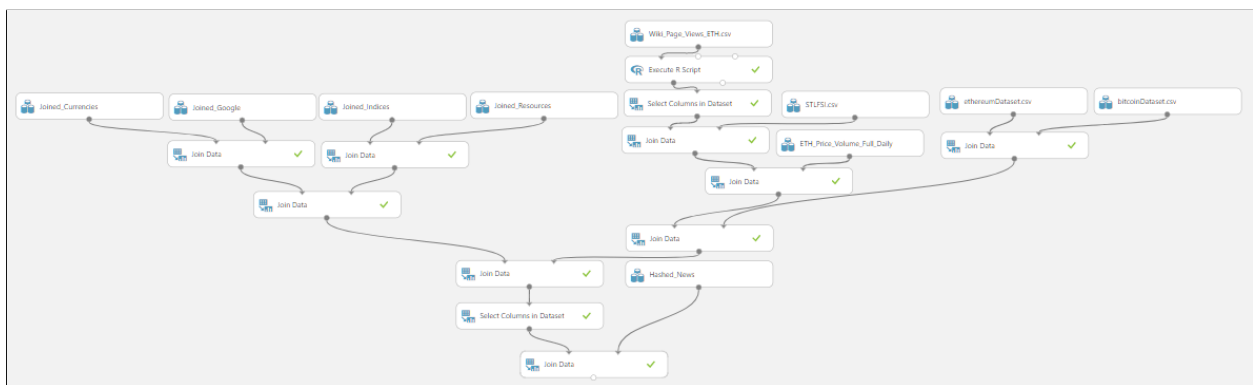 Wiki_Page_Views_ETH.csv
Execute R Script
Joined_Currencies
Joined_Google
Joined_Indices
Joined_Resources
Select Columns in Dataset
STLFSI.csv
ethereumDataset.csv
bitcoinDataset.csv
Join Data
Join Data
Join Data
ETH_Price_Volume_Full_Daily
Join Data
Join Data
Join Data
Join Data
Join Data
Hashed_News
Select Columns in Dataset
Join Data